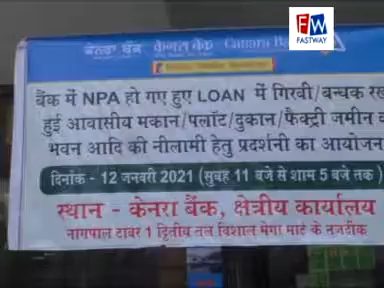 FW
FASTWAY
केनरा बैंक Canara
बैंक में NPA हो गए हुए LOAN में गिरवी/बन्धक
हुई आवासीय मकान/प्लॉट/दुकान/फैक्ट्री जमीन
भवन आदि की नीलामी हेतु प्रदर्शनी का आयोजन
दिनांक - 12 जनवरी 2021 (सुबह 11 बजे से शाम 5 बजे तक)
स्थान - केनरा बैंक, क्षेत्रीय कार्यालय
नागपाल टावर 1 द्वितीय तल विशाल मेगा मार्ट के नजदीक